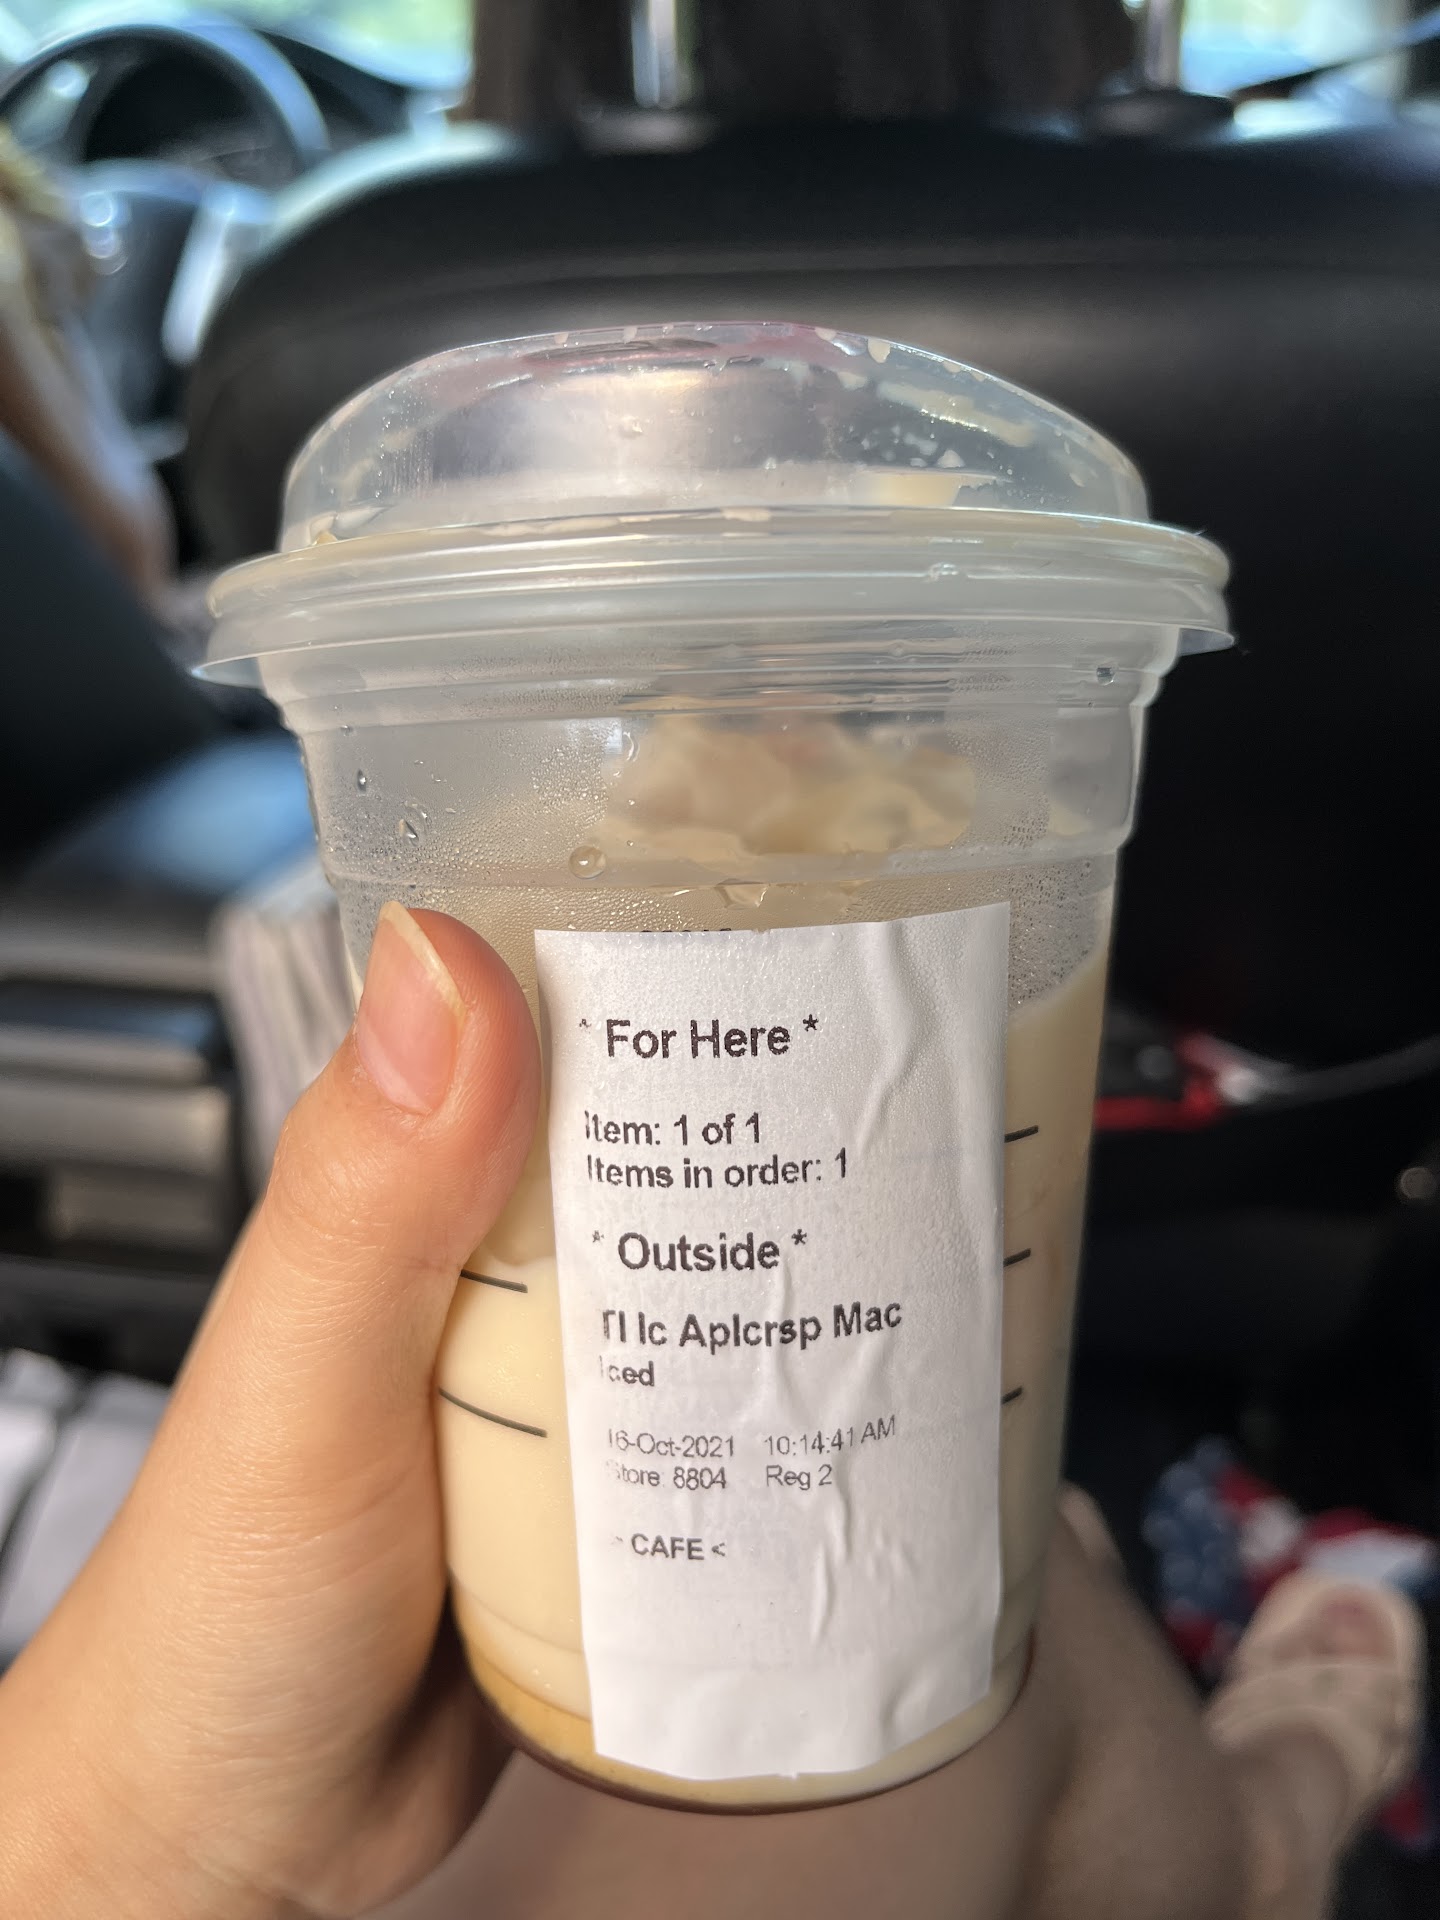 * For Here *
Item: 1 of 1
Items in order: 1
* Outside *
Tl Ic Aplcrsp Mac
Iced
16-Oct-2021 10:14:41 AM
Store: 8804 Reg 2
CAFE <